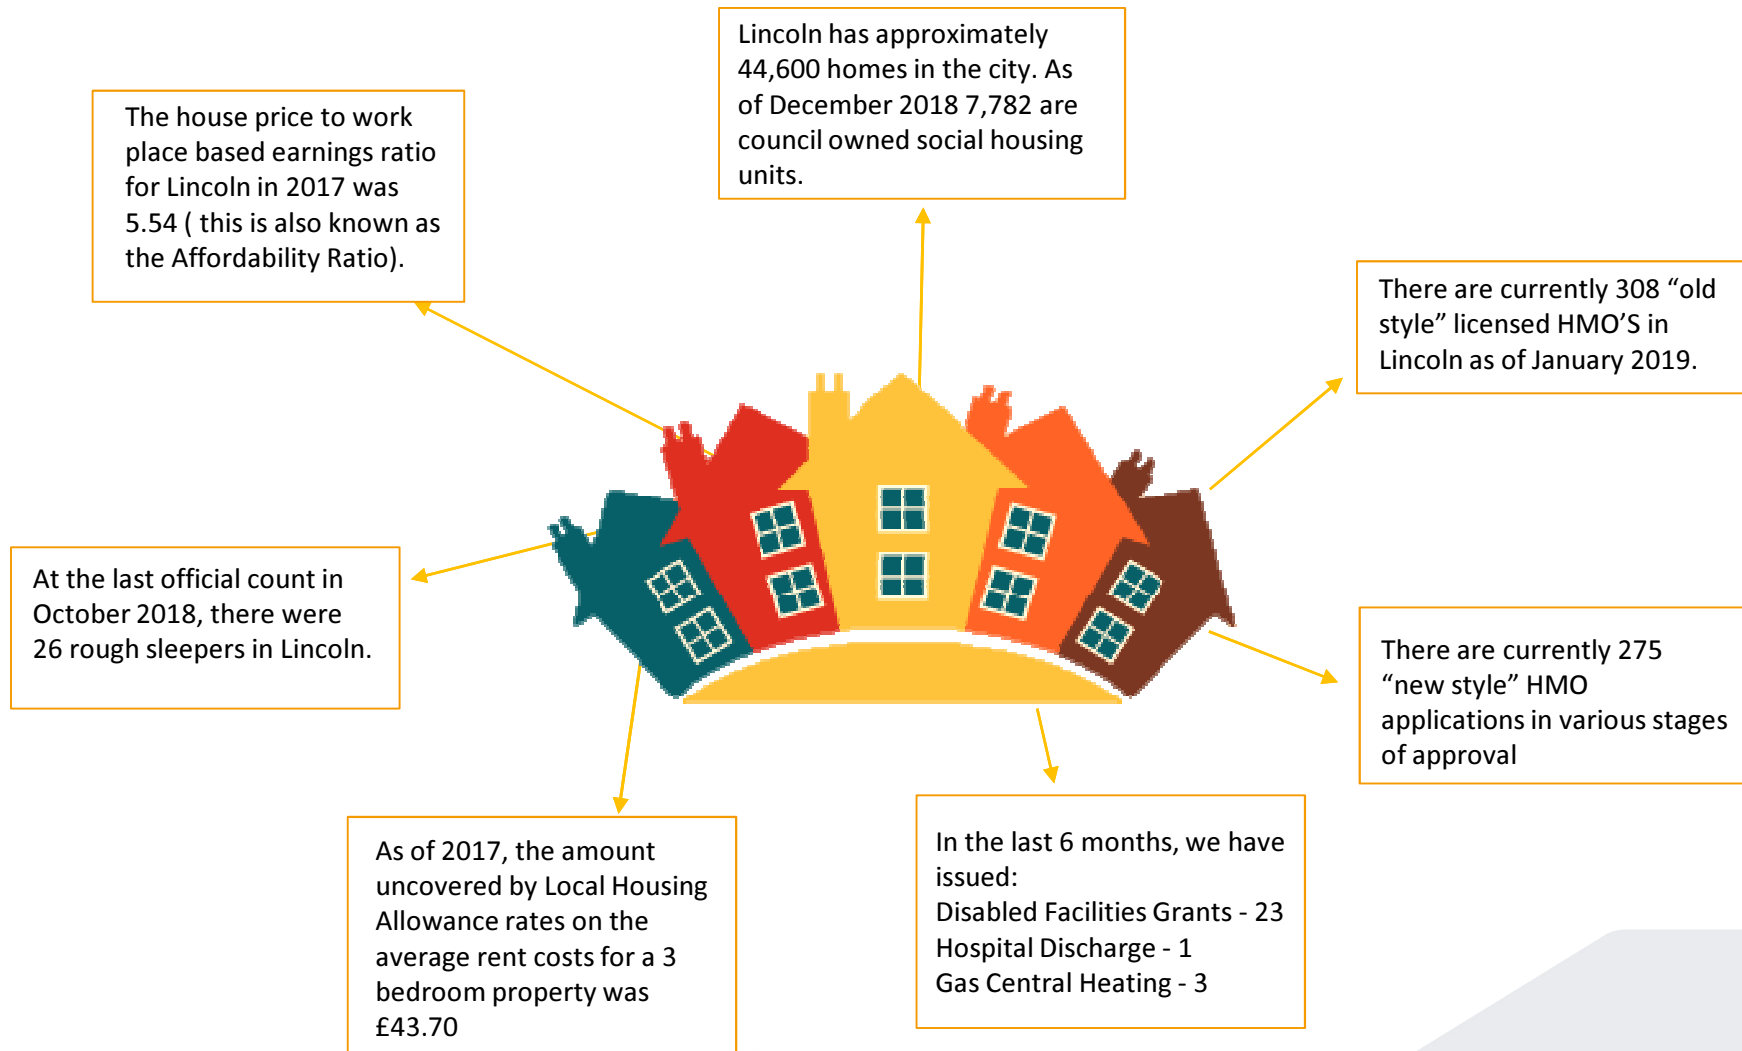 Lincoln has approximately
44,600 homes in the city. As
of December 2018 7,782 are
council owned social housing
units.
The house price to work
place based earnings ratio
for Lincoln in 2017 was
5.54 ( this is also known as
the Affordability Ratio).
There are currently 308 “old
style” licensed HMO’S in
Lincoln as of January 2019.
At the last official count in
October 2018, there were
26 rough sleepers in Lincoln.
There are currently 275
“new style” HMO
applications in various stages
of approval
As of 2017, the amount
uncovered by Local Housing
Allowance rates on the
average rent costs for a 3
bedroom property was
£43.70
In the last 6 months, we have
issued:
Disabled Facilities Grants - 23
Hospital Discharge - 1
Gas Central Heating - 3